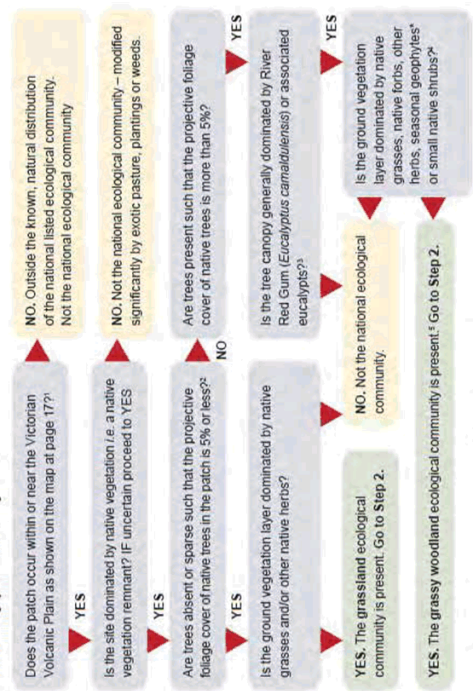 Does the patch occur within or near the Victorian
Volcanic Plain as shown on the map at page 17?¹
NO. Outside the known, natural distribution
of the national listed ecological community.
Not the national ecological community
YES
Is the site dominated by native vegetation i.e. a native
vegetation remnant? IF uncertain proceed to YES
NO. Not the national ecological community – modified
significantly by exotic pasture, plantings or weeds.
YES
Are trees absent or sparse such that the projective
foliage cover of native trees in the patch is 5% or less?²
NO
Are trees present such that the projective foliage
cover of native trees is more than 5%?
YES
YES
Is the ground vegetation layer dominated by native
grasses and/or other native herbs?
Is the tree canopy generally dominated by River
Red Gum (Eucalyptus camaldulensis) or associated
eucalypts?³
YES
YES. The grassland ecological
community is present. Go to Step 2.
NO. Not the national ecological
community.
Is the ground vegetation
layer dominated by native
grasses, native forbs, other
herbs, seasonal geophytes*
or small native shrubs?⁴
YES. The grassy woodland ecological community is present.⁵ Go to Step 2.